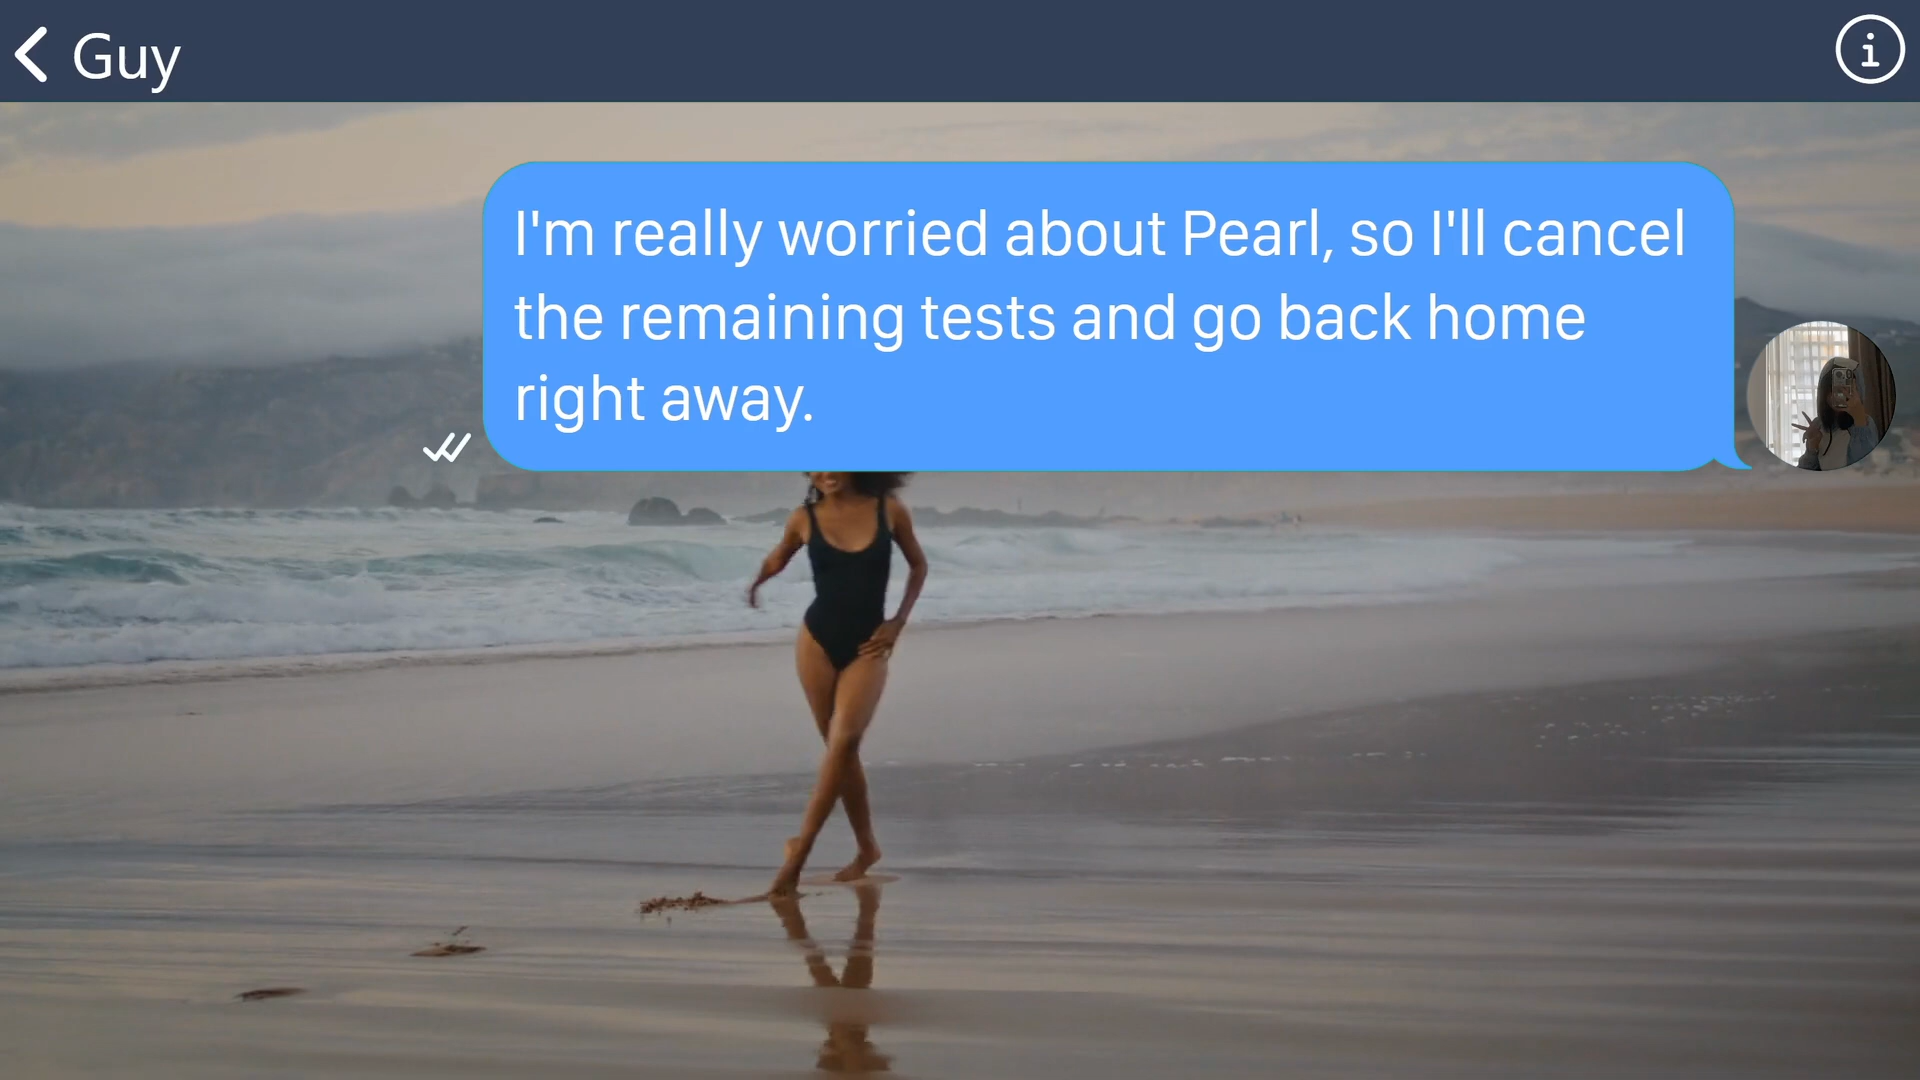 Guy
I'm really worried about Pearl, so I'll cancel
the remaining tests and go back home
right away.